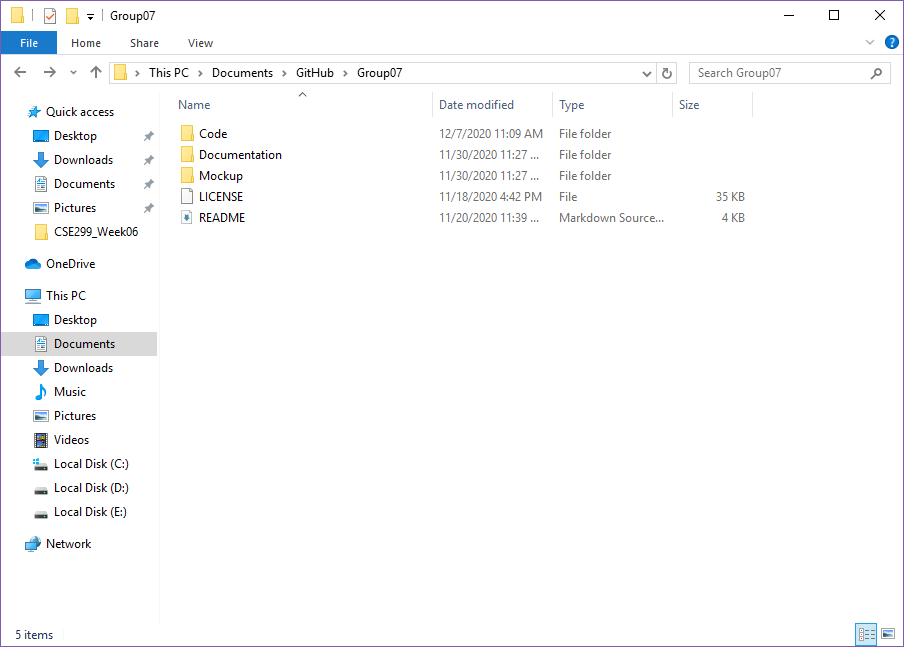 Group07
File Home Share View
This PC Documents GitHub Group07
Search Group07
Name Date modified Type Size
Code 12/7/2020 11:09 AM File folder
Documentation 11/30/2020 11:27 ... File folder
Mockup 11/30/2020 11:27 ... File folder
LICENSE 11/18/2020 4:42 PM File 35 KB
README 11/20/2020 11:39 ... Markdown Source... 4 KB
Quick access
Desktop
Downloads
Documents
Pictures
CSE299_Week06
OneDrive
This PC
Desktop
Documents
Downloads
Music
Pictures
Videos
Local Disk (C:)
Local Disk (D:)
Local Disk (E:)
Network
5 items